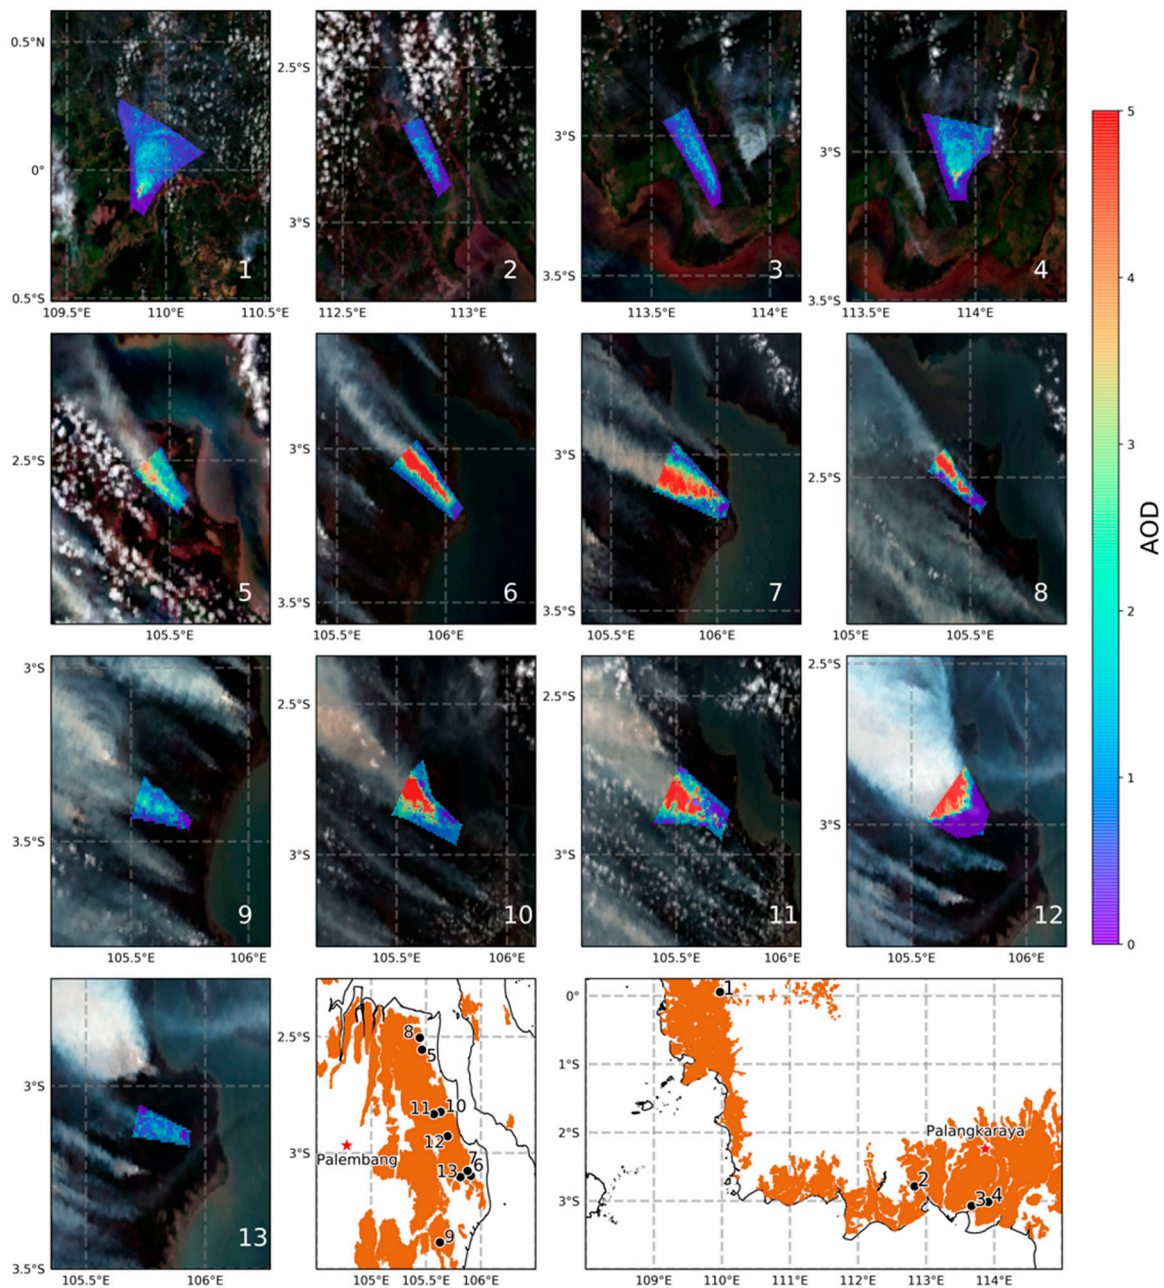 0.5°N
0°
0.5°S
109.5°E 110°E 110.5°E
1
2.5°S
3°S
112.5°E 113°E
2
3°S
3.5°S
113.5°E 114°E
3
3°S
3.5°S
113.5°E 114°E
4
2.5°S
105.5°E
5
3°S
3.5°S
105.5°E 106°E
6
3°S
3.5°S
105.5°E 106°E
7
2.5°S
105°E 105.5°E
8
3°S
3.5°S
105.5°E 106°E
9
2.5°S
3°S
105.5°E 106°E
10
2.5°S
3°S
105.5°E 106°E
11
2.5°S
3°S
105.5°E 106°E
12
5
4
3
2
1
0
AOD
3°S
3.5°S
105.5°E 106°E
13
2.5°S
3°S
3.5°S
105°E 105.5°E 106°E
8
5
11 10
12
7
13 6
9
Palembang
0°
1°S
2°S
3°S
109°E 110°E 111°E 112°E 113°E 114°E
1
Palangkaraya
2
3 4